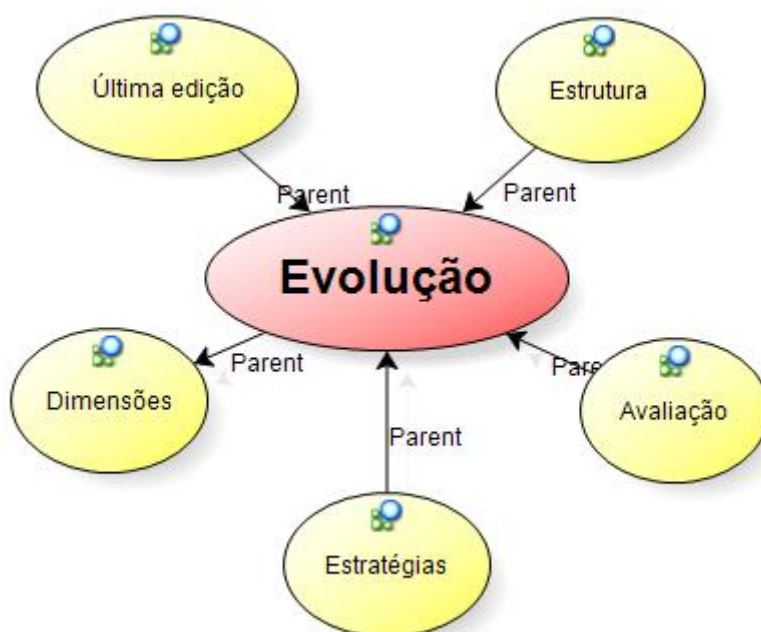 Última edição
Estrutura
Parent
Parent
Evolução
Parent
Pare
Dimensões
Avaliação
Parent
Estratégias